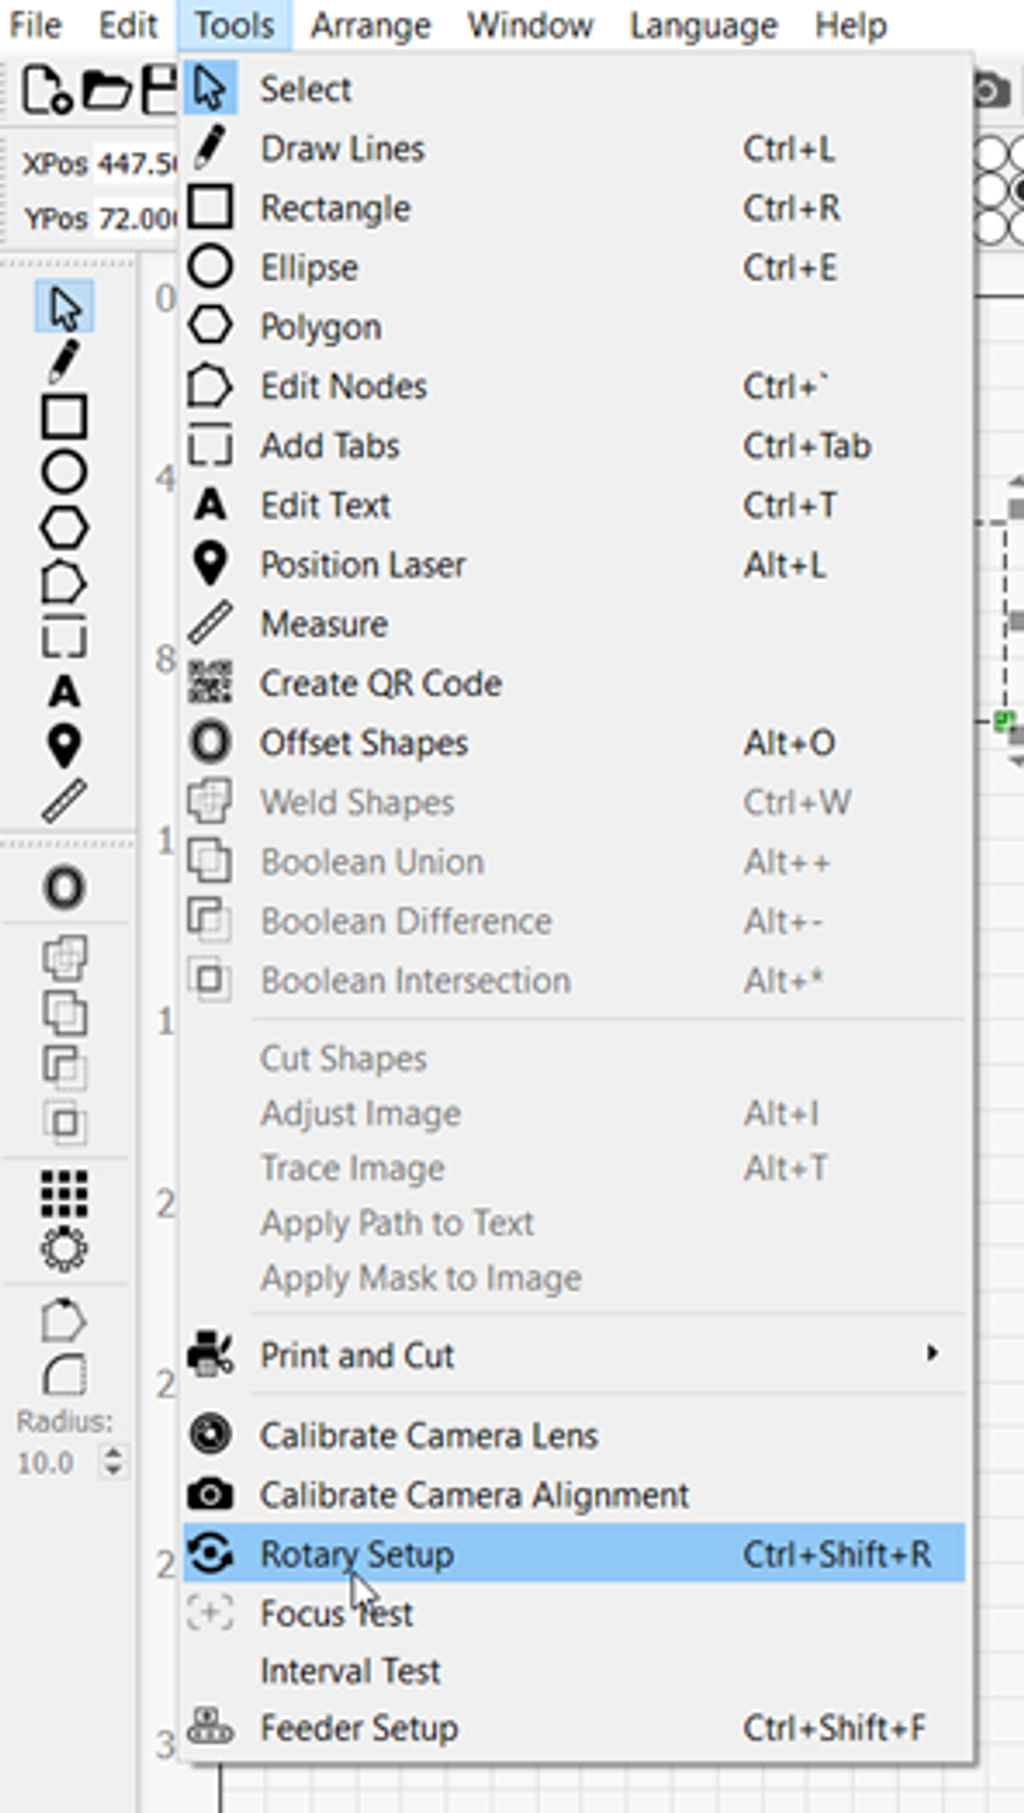 File Edit Tools Arrange Window Language Help
XPos 447.50
YPos 72.000
Select
Draw Lines Ctrl+L
Rectangle Ctrl+R
Ellipse Ctrl+E
Polygon
Edit Nodes Ctrl+`
Add Tabs Ctrl+Tab
Edit Text Ctrl+T
Position Laser Alt+L
Measure
Create QR Code
Offset Shapes Alt+O
Weld Shapes Ctrl+W
Boolean Union Alt++
Boolean Difference Alt+-
Boolean Intersection Alt+*
Cut Shapes
Adjust Image Alt+I
Trace Image Alt+T
Apply Path to Text
Apply Mask to Image
Print and Cut
Calibrate Camera Lens
Calibrate Camera Alignment
Rotary Setup Ctrl+Shift+R
Focus Test
Interval Test
Feeder Setup Ctrl+Shift+F
0
4
8
1
1
2
2
2
3
Radius:
10.0